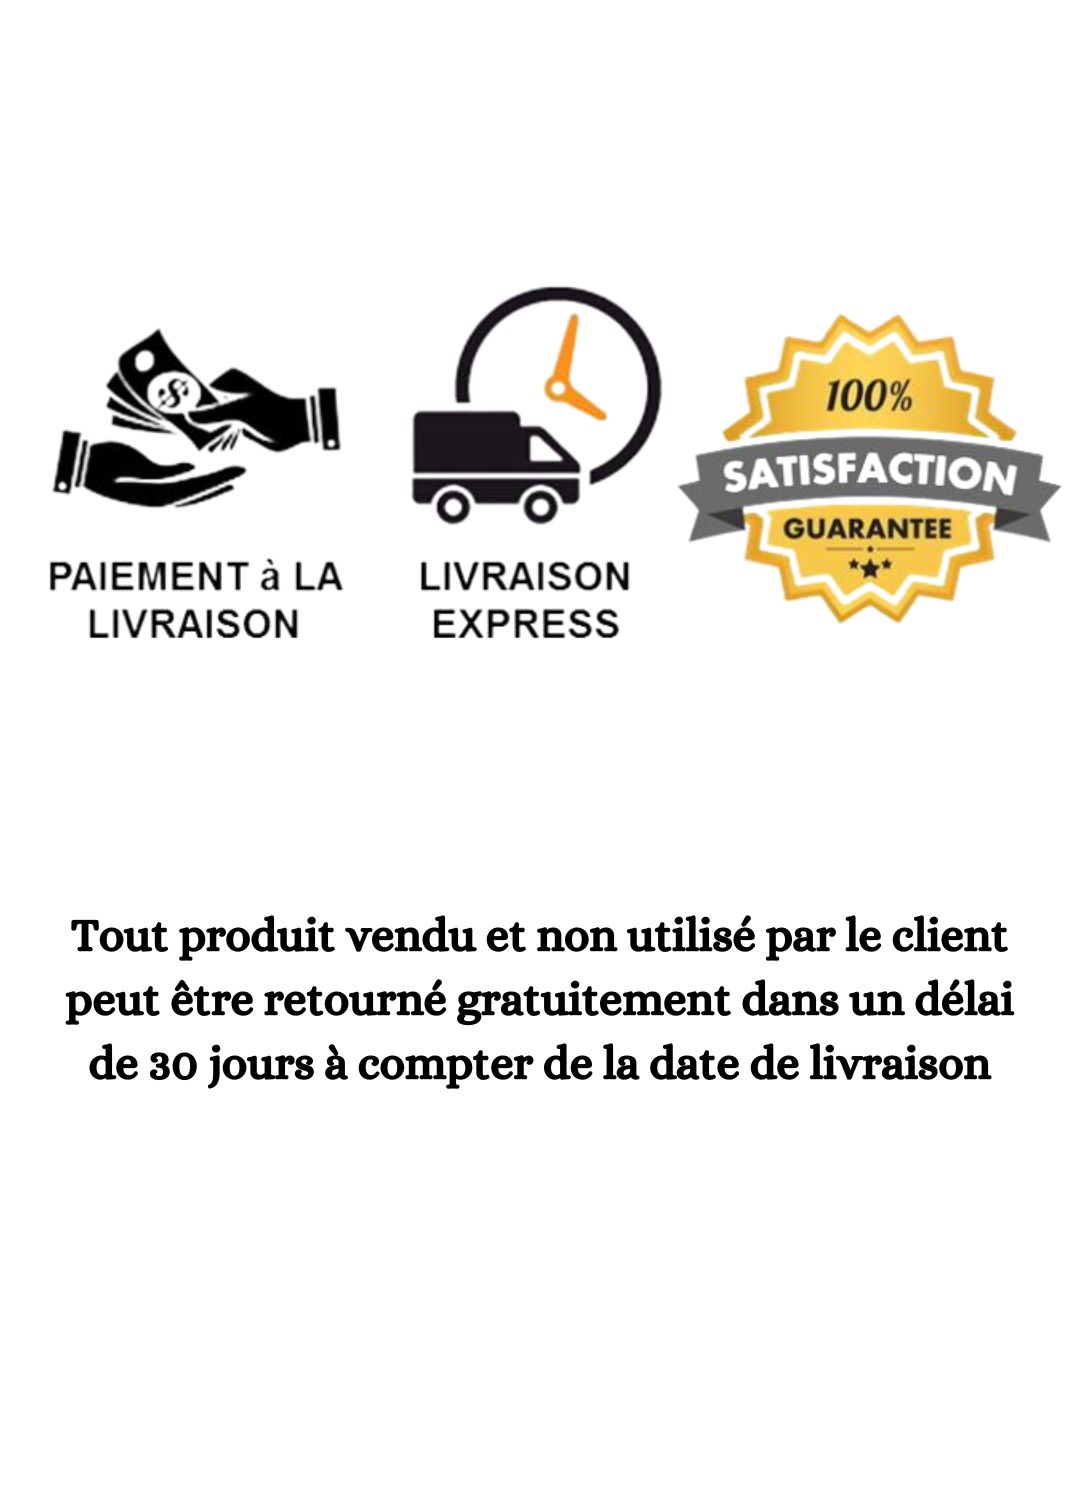 PAIEMENT à LA
LIVRAISON
LIVRAISON
EXPRESS
100%
SATISFACTION
GUARANTEE
Tout produit vendu et non utilisé par le client
peut être retourné gratuitement dans un délai
de 30 jours à compter de la date de livraison